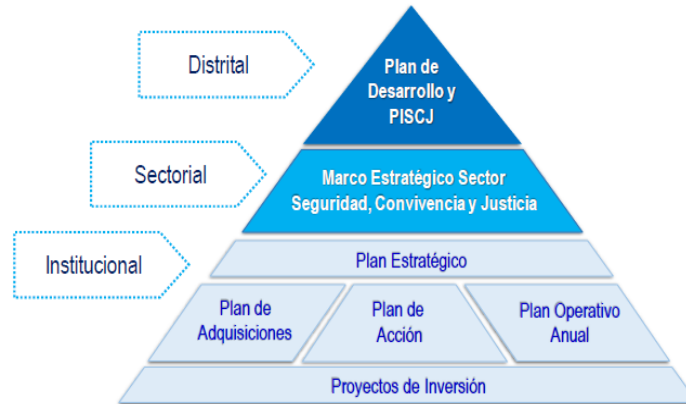 Distrital
Plan de
Desarrollo y
PISCJ
Sectorial
Marco Estratégico Sector
Seguridad, Convivencia y Justicia
Institucional
Plan Estratégico
Plan de
Adquisiciones
Plan de
Acción
Plan Operativo
Anual
Proyectos de Inversión